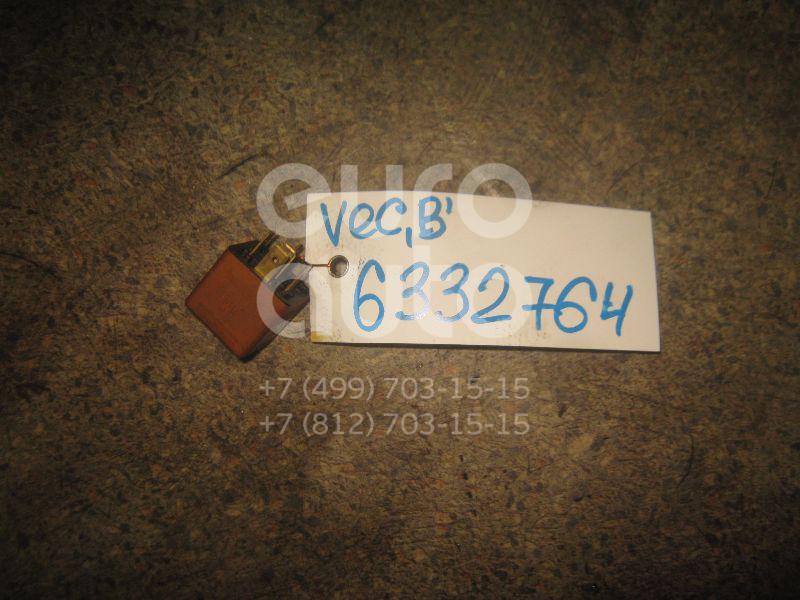 euro
auto
vec,B'
6332764
+7 (499) 703-15-15
+7 (812) 703-15-15